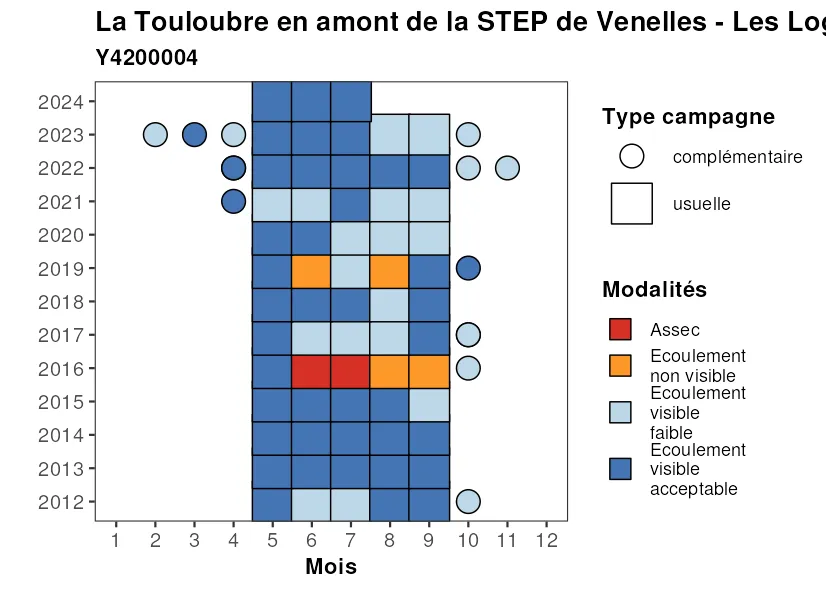 La Touloubre en amont de la STEP de Venelles - Les Log
Y4200004
2024
2023
2022
2021
2020
2019
2018
2017
2016
2015
2014
2013
2012
1 2 3 4 5 6 7 8 9 10 11 12
Mois
Type campagne
complémentaire
usuelle
Modalités
Assec
Ecoulement
non visible
Ecoulement
visible
faible
Ecoulement
visible
acceptable